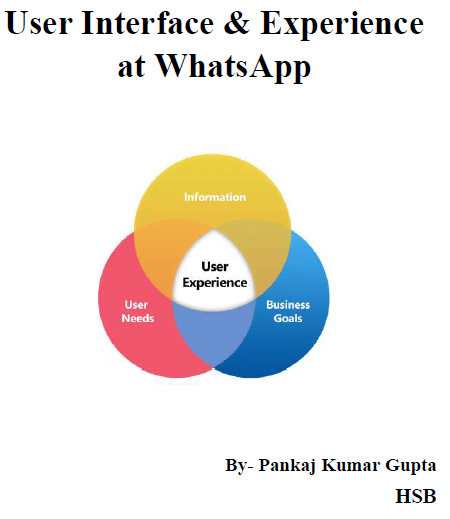 User Interface & Experience
at WhatsApp
Information
User
Experience
User
Needs
Business
Goals
By- Pankaj Kumar Gupta
HSB